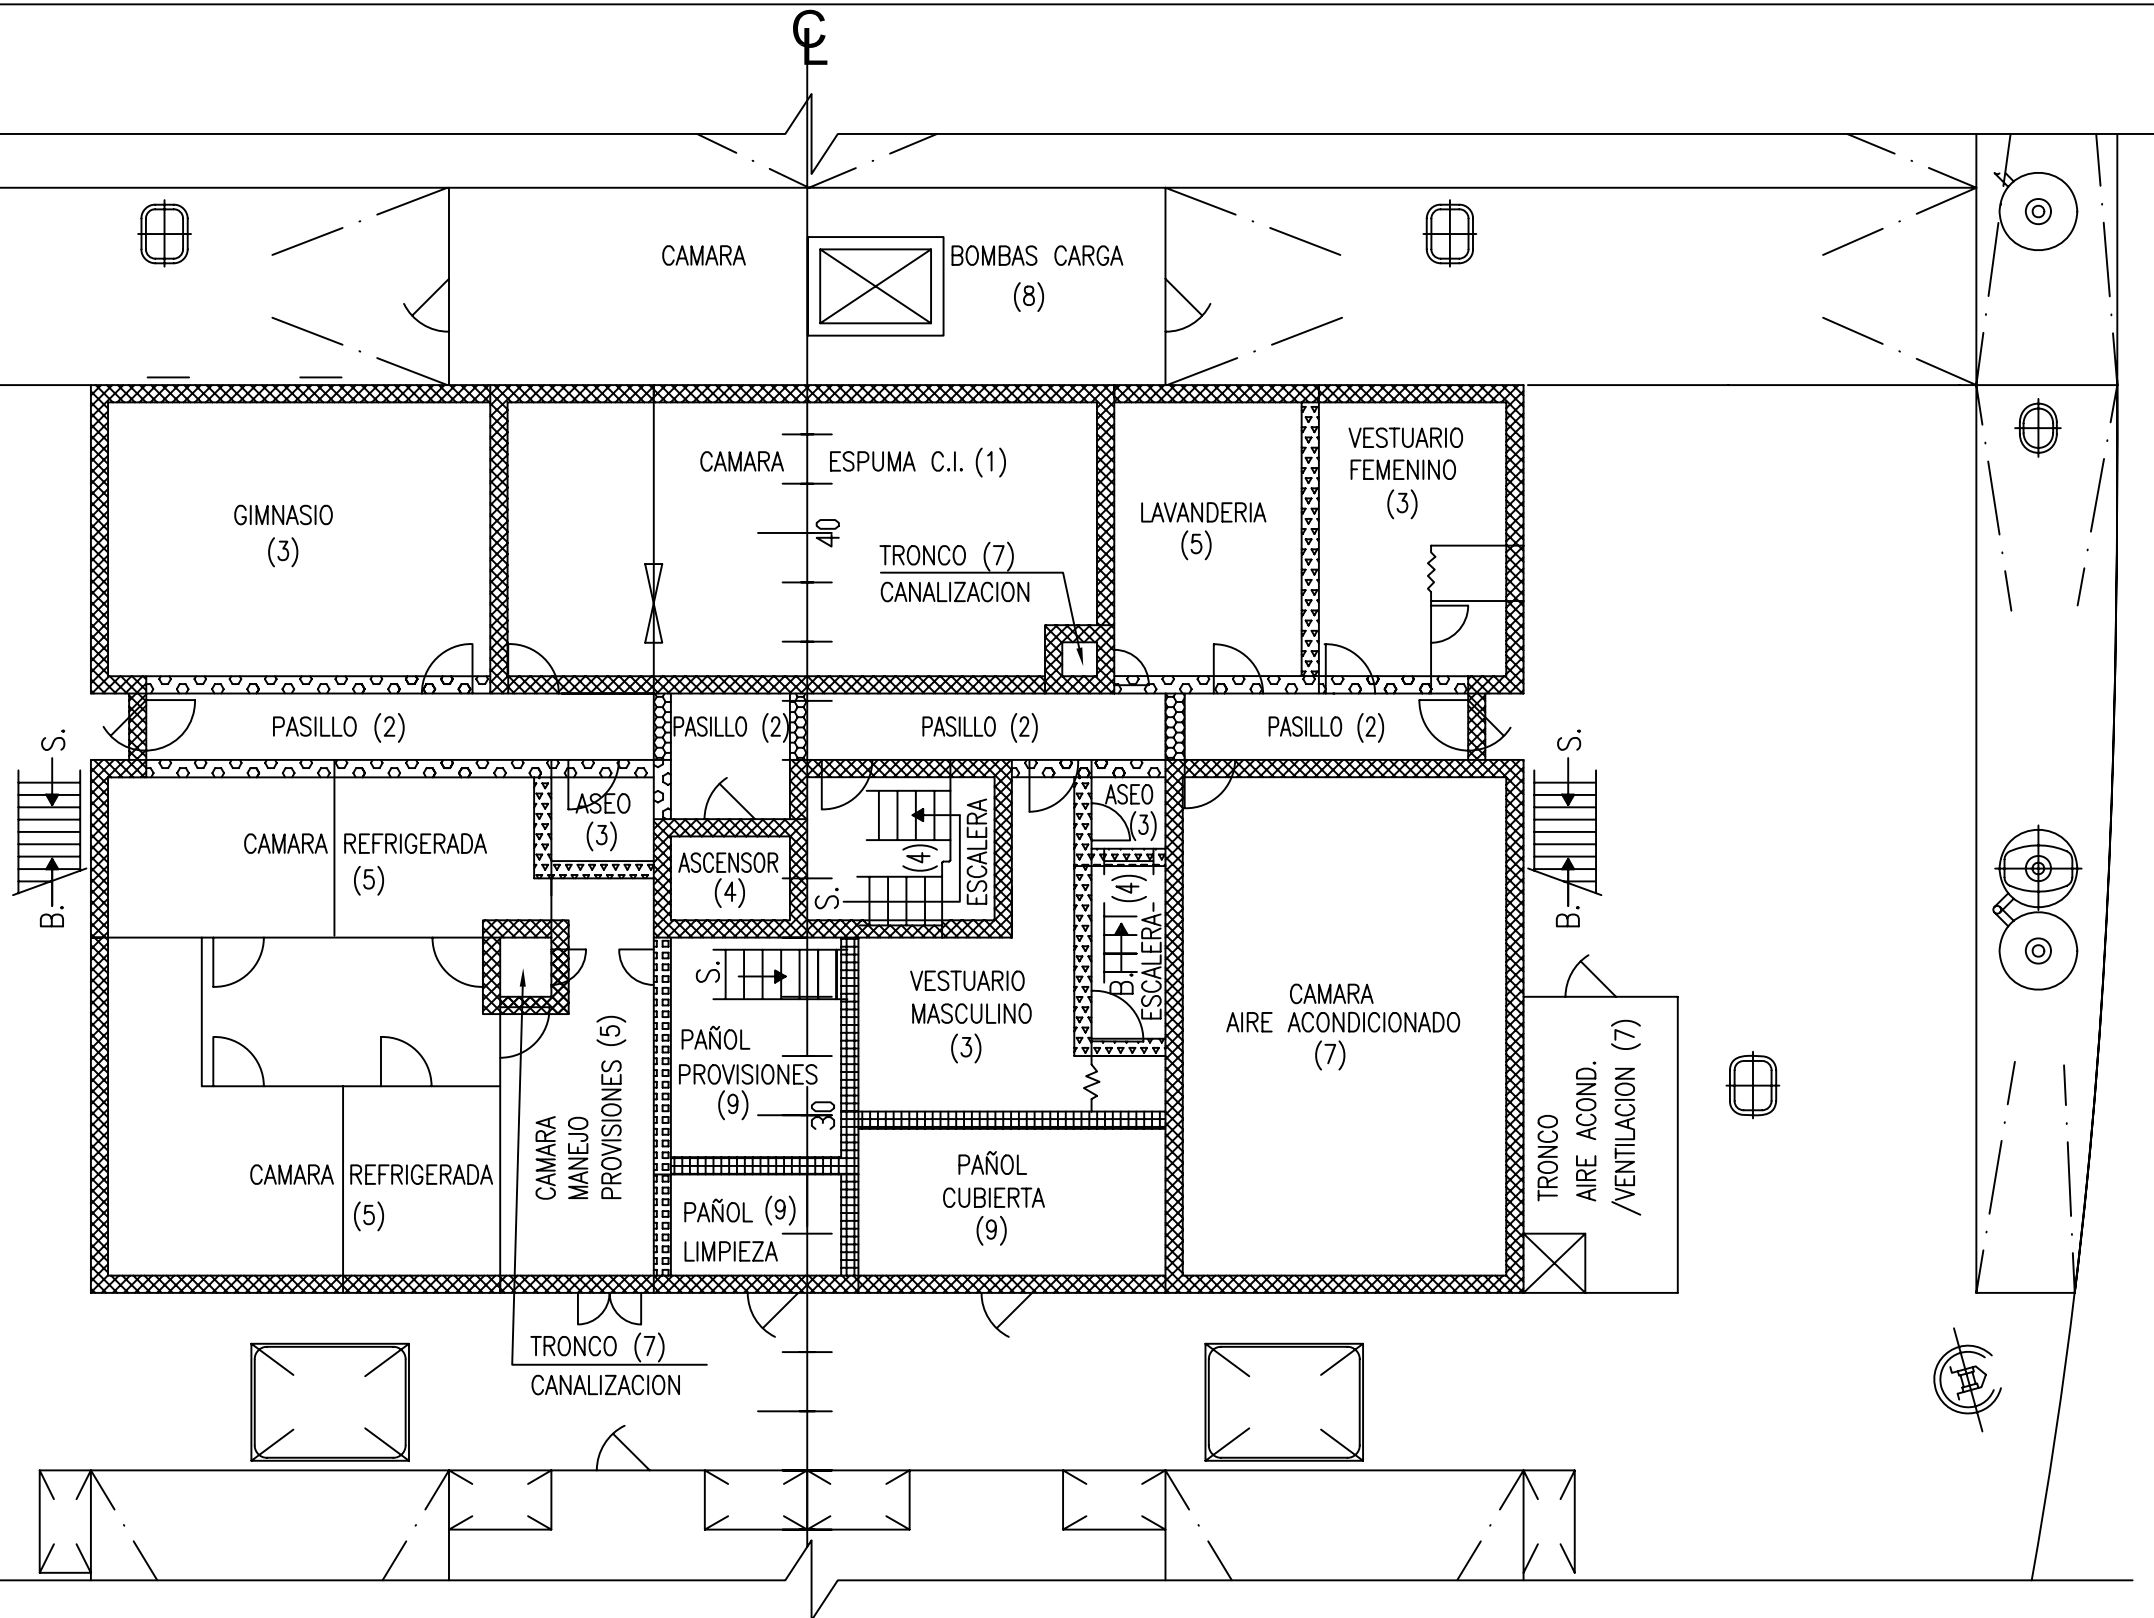 CL
CAMARA BOMBAS CARGA
(8)
CAMARA ESPUMA C.I. (1)
GIMNASIO
(3)
40
TRONCO (7)
CANALIZACION
LAVANDERIA
(5)
VESTUARIO
FEMENINO
(3)
PASILLO (2)
PASILLO (2)
PASILLO (2)
PASILLO (2)
S.
B.
S.
B.
CAMARA REFRIGERADA
(5)
ASEO
(3)
ASCENSOR
(4)
S.
(4)
ESCALERA
ASEO
(3)
B. (4)
ESCALERA-
S.
PAÑOL
PROVISIONES
(9)
30
VESTUARIO
MASCULINO
(3)
CAMARA
AIRE ACONDICIONADO
(7)
TRONCO
AIRE ACOND.
/VENTILACION (7)
CAMARA
MANEJO
PROVISIONES (5)
CAMARA REFRIGERADA
(5)
PAÑOL (9)
LIMPIEZA
PAÑOL
CUBIERTA
(9)
TRONCO (7)
CANALIZACION